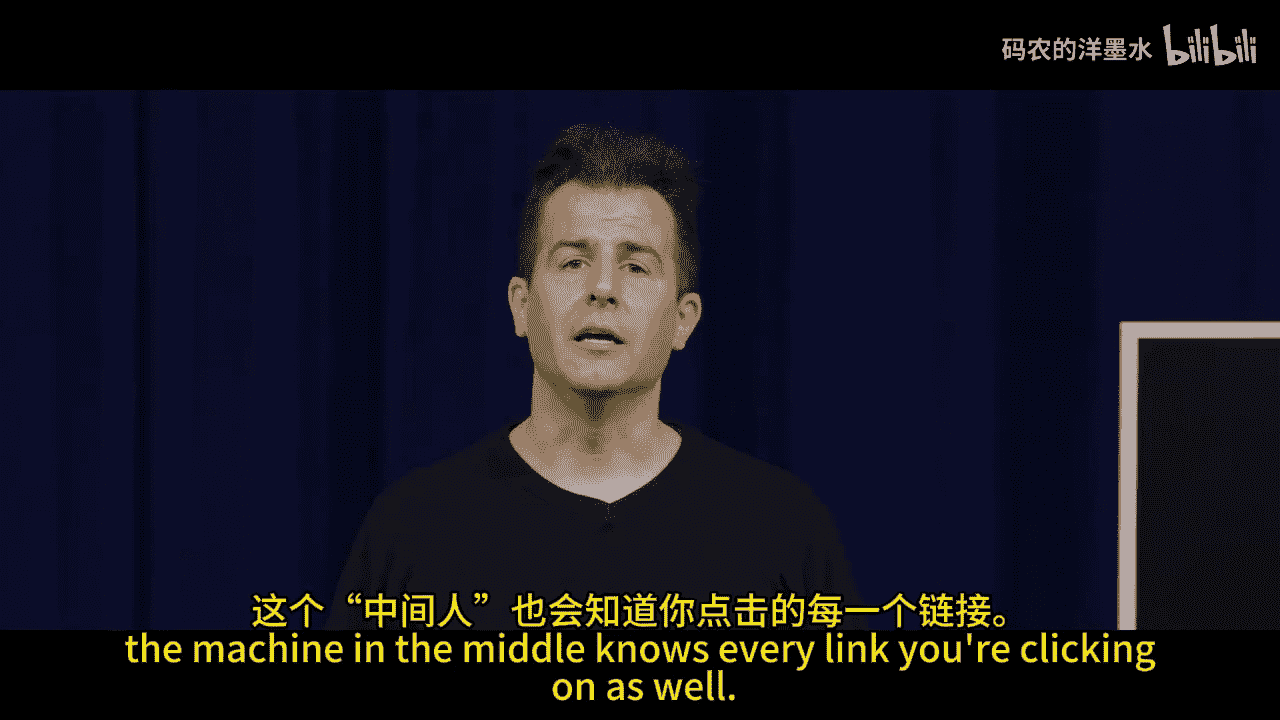 码农的洋墨水 bilibili
这个“中间人”也会知道你点击的每一个链接。
the machine in the middle knows every link you're clicking
on as well.